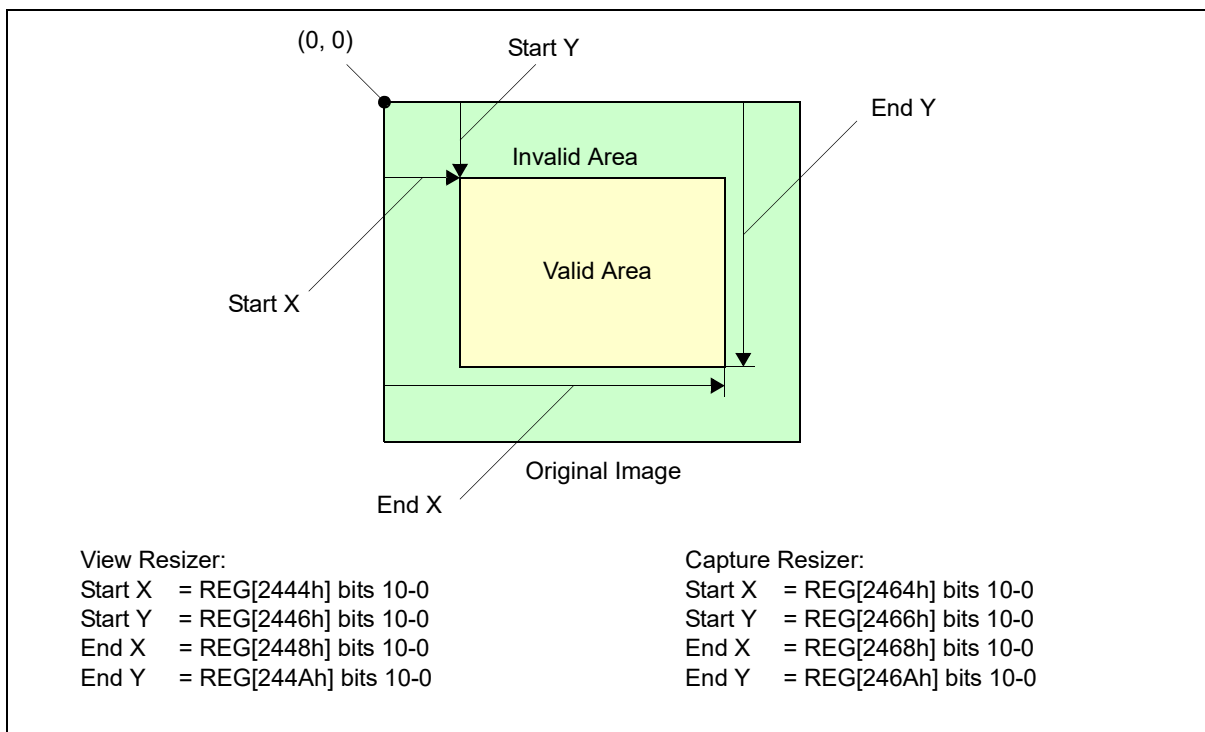 (0, 0)
Start Y
End Y
Invalid Area
Valid Area
Start X
Original Image
End X
View Resizer:
Start X = REG[2444h] bits 10-0
Start Y = REG[2446h] bits 10-0
End X = REG[2448h] bits 10-0
End Y = REG[244Ah] bits 10-0
Capture Resizer:
Start X = REG[2464h] bits 10-0
Start Y = REG[2466h] bits 10-0
End X = REG[2468h] bits 10-0
End Y = REG[246Ah] bits 10-0